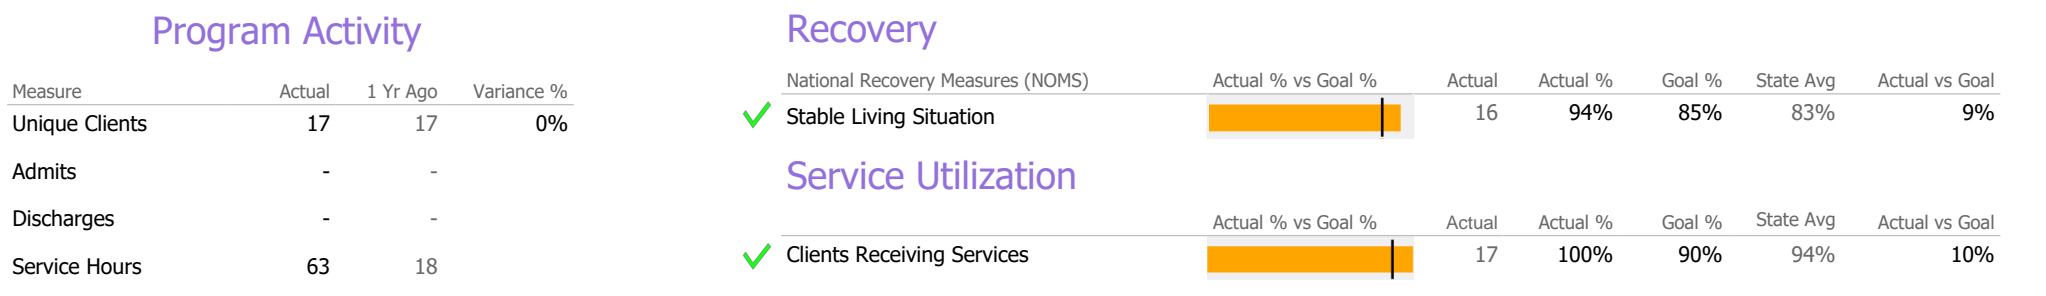 Program Activity
Measure Actual 1 Yr Ago Variance %
Unique Clients 17 17 0%
Admits - -
Discharges - -
Service Hours 63 18
Recovery
National Recovery Measures (NOMS) Actual % vs Goal % Actual Actual % Goal % State Avg Actual vs Goal
Stable Living Situation 16 94% 85% 83% 9%
Service Utilization
Actual % vs Goal % Actual Actual % Goal % State Avg Actual vs Goal
Clients Receiving Services 17 100% 90% 94% 10%